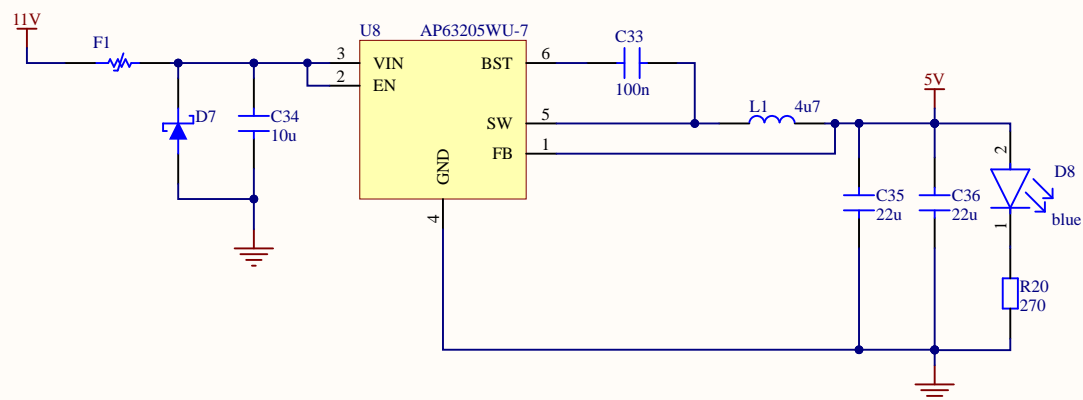 11V
F1
D7
C34
10u
U8
AP63205WU-7
3
VIN
2
EN
BST
6
SW
5
FB
1
GND
4
C33
100n
L1
4u7
5V
C35
22u
C36
22u
2
D8
blue
1
R20
270